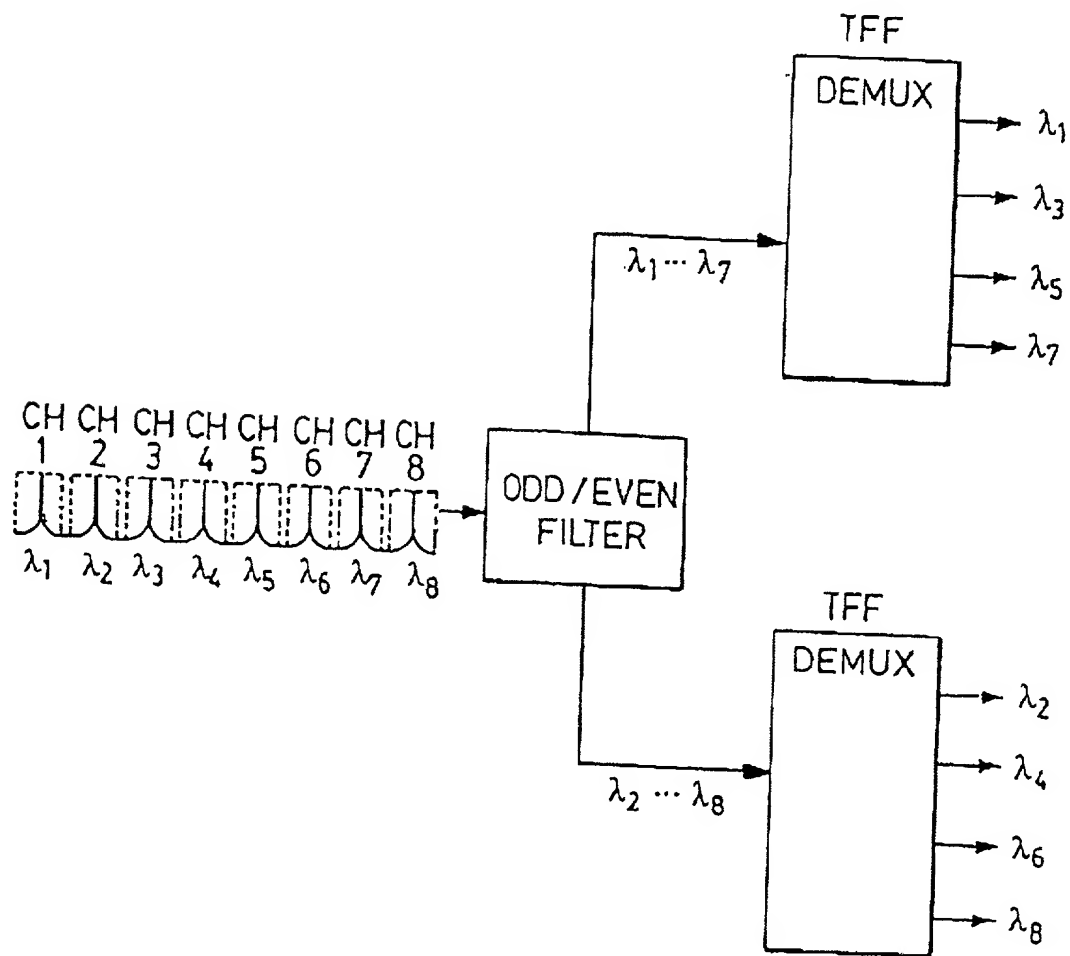 TFF
DEMUX
λ1
λ3
λ5
λ7
λ1 ... λ7
CH CH CH CH CH CH CH CH
1 2 3 4 5 6 7 8
λ1 λ2 λ3 λ4 λ5 λ6 λ7 λ8
ODD/EVEN
FILTER
λ2 ... λ8
TFF
DEMUX
λ2
λ4
λ6
λ8